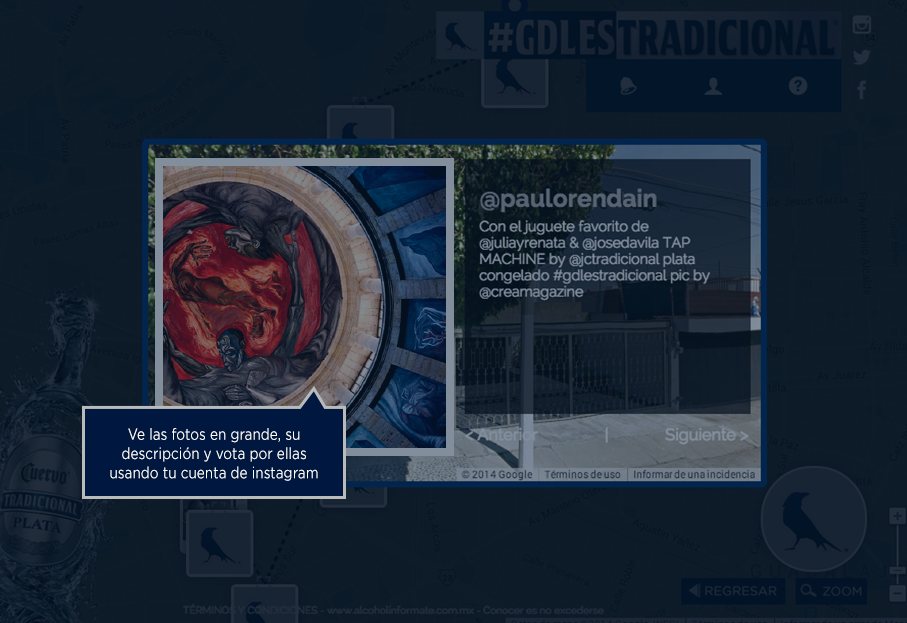 #GDLESTRADICIONAL
@paulorendain
Con el juguete favorito de
@juliayrenata & @josedavila TAP
MACHINE by @jctradicional plata
congelado #gdlestradicional pic by
@creamagazine
< Anterior | Siguiente >
© 2014 Google Términos de uso Informar de una incidencia
Ve las fotos en grande, su
descripción y vota por ellas
usando tu cuenta de instagram
Cuervo
TRADICIONAL
PLATA
REGRESAR
ZOOM
TÉRMINOS Y CONDICIONES - www.alcoholinformate.com.mx - Conocer es no excederse